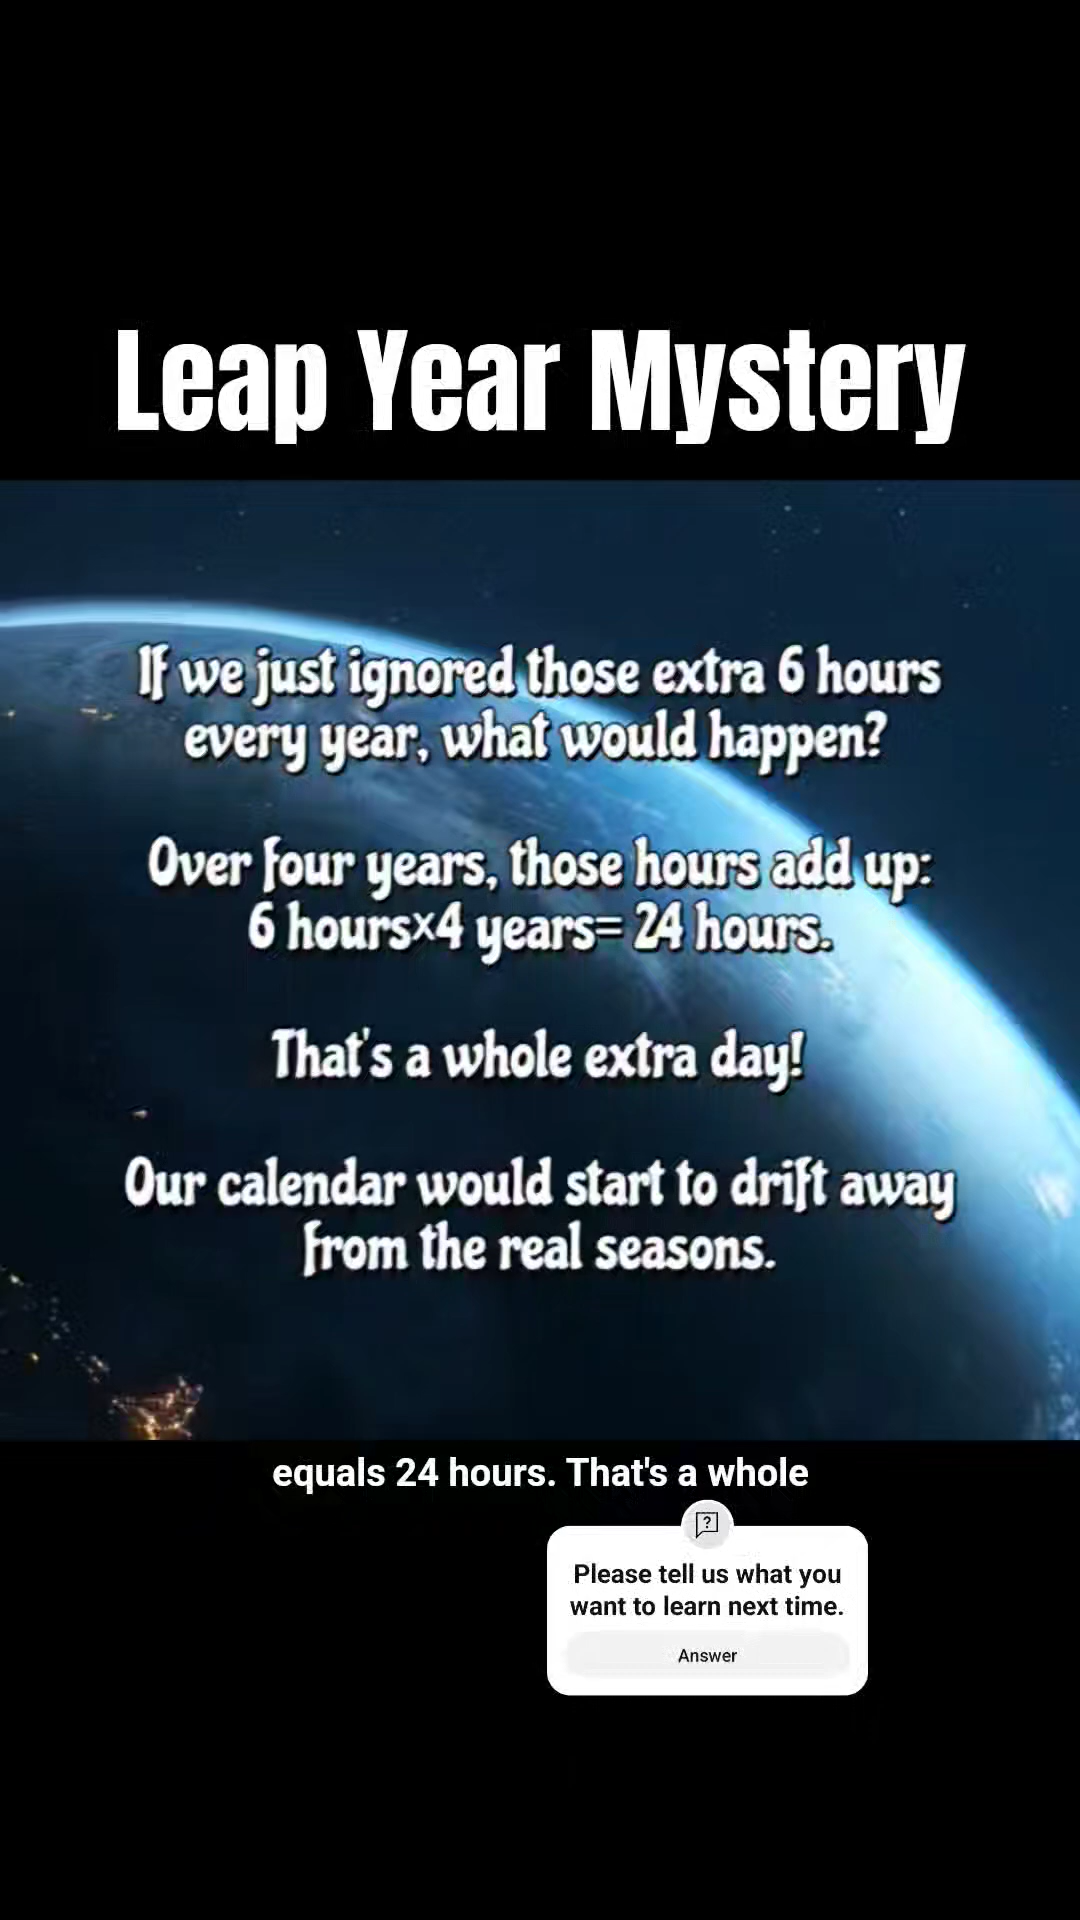 Leap Year Mystery
If we just ignored those extra 6 hours
every year, what would happen?
Over four years, those hours add up:
6 hours×4 years= 24 hours.
That's a whole extra day!
Our calendar would start to drift away
from the real seasons.
equals 24 hours. That's a whole
Please tell us what you
want to learn next time.
Answer